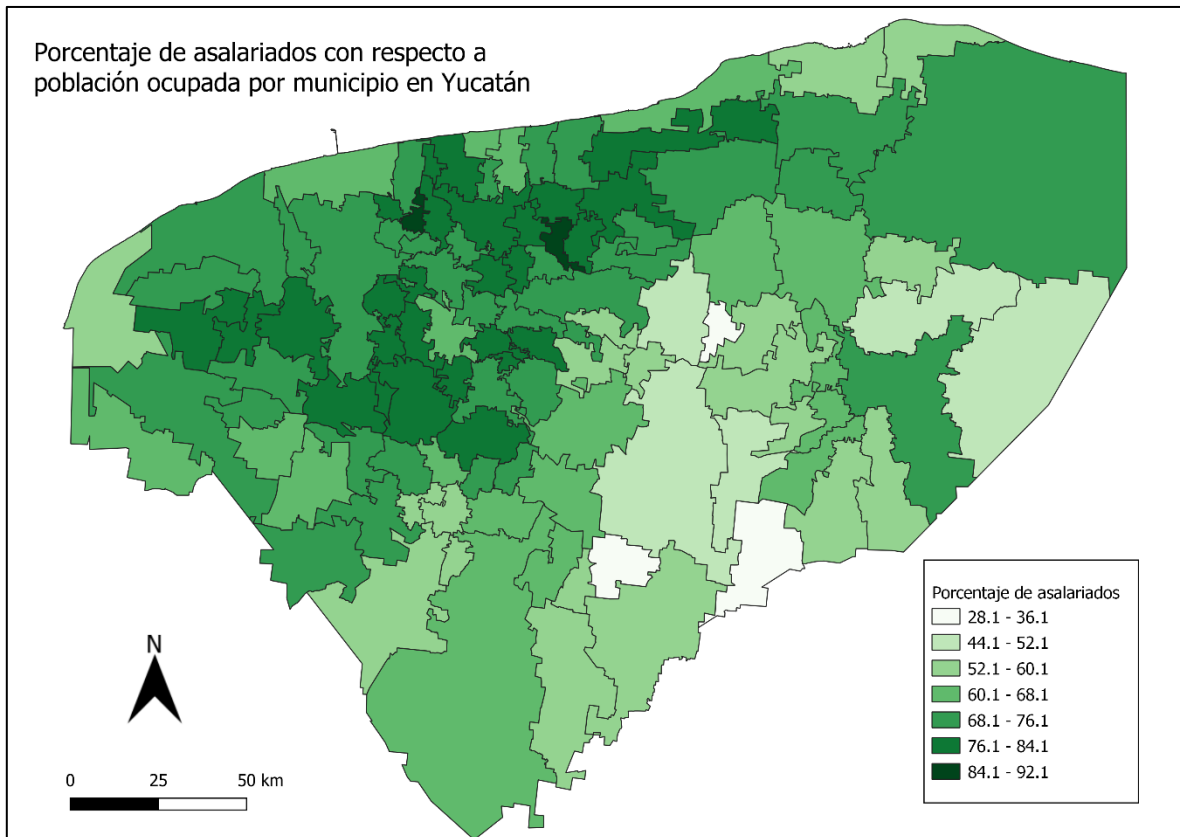 Porcentaje de asalariados con respecto a
población ocupada por municipio en Yucatán
Porcentaje de asalariados
28.1 - 36.1
44.1 - 52.1
52.1 - 60.1
60.1 - 68.1
68.1 - 76.1
76.1 - 84.1
84.1 - 92.1
N
0 25 50 km